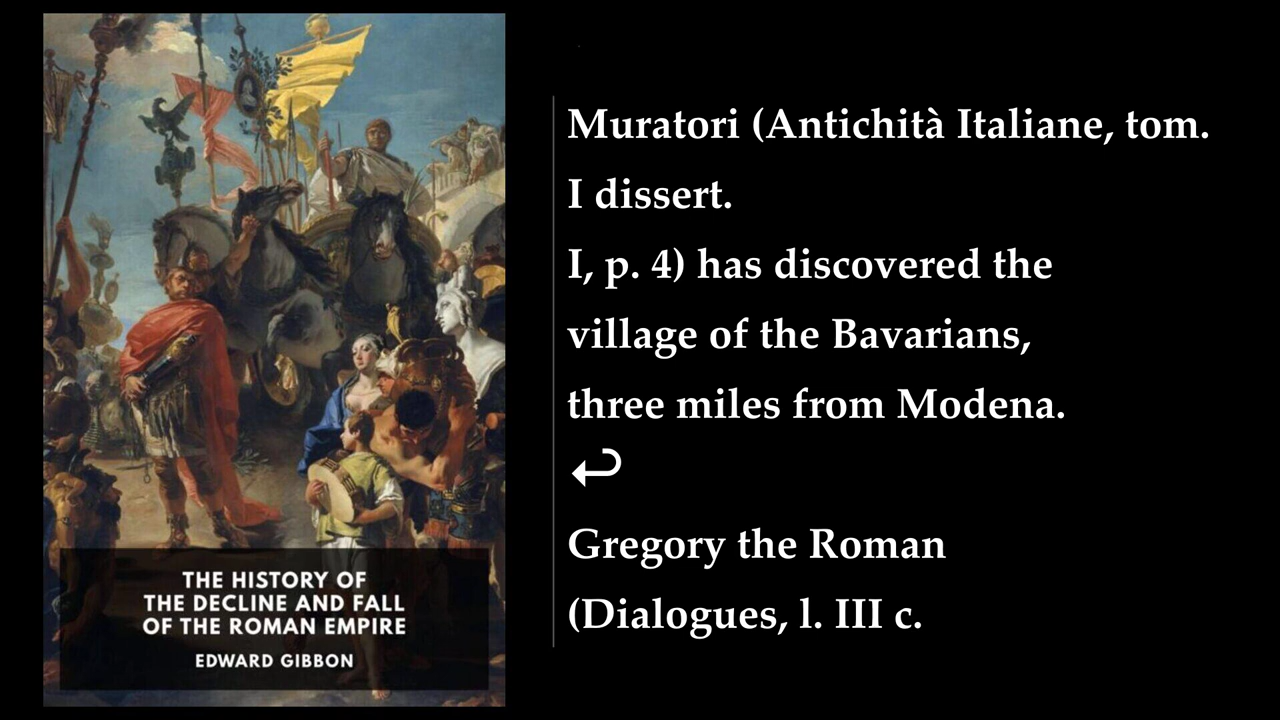 THE HISTORY OF
THE DECLINE AND FALL
OF THE ROMAN EMPIRE
EDWARD GIBBON
Muratori (Antichità Italiane, tom.
I dissert.
I, p. 4) has discovered the
village of the Bavarians,
three miles from Modena.
↩
Gregory the Roman
(Dialogues, l. III c.